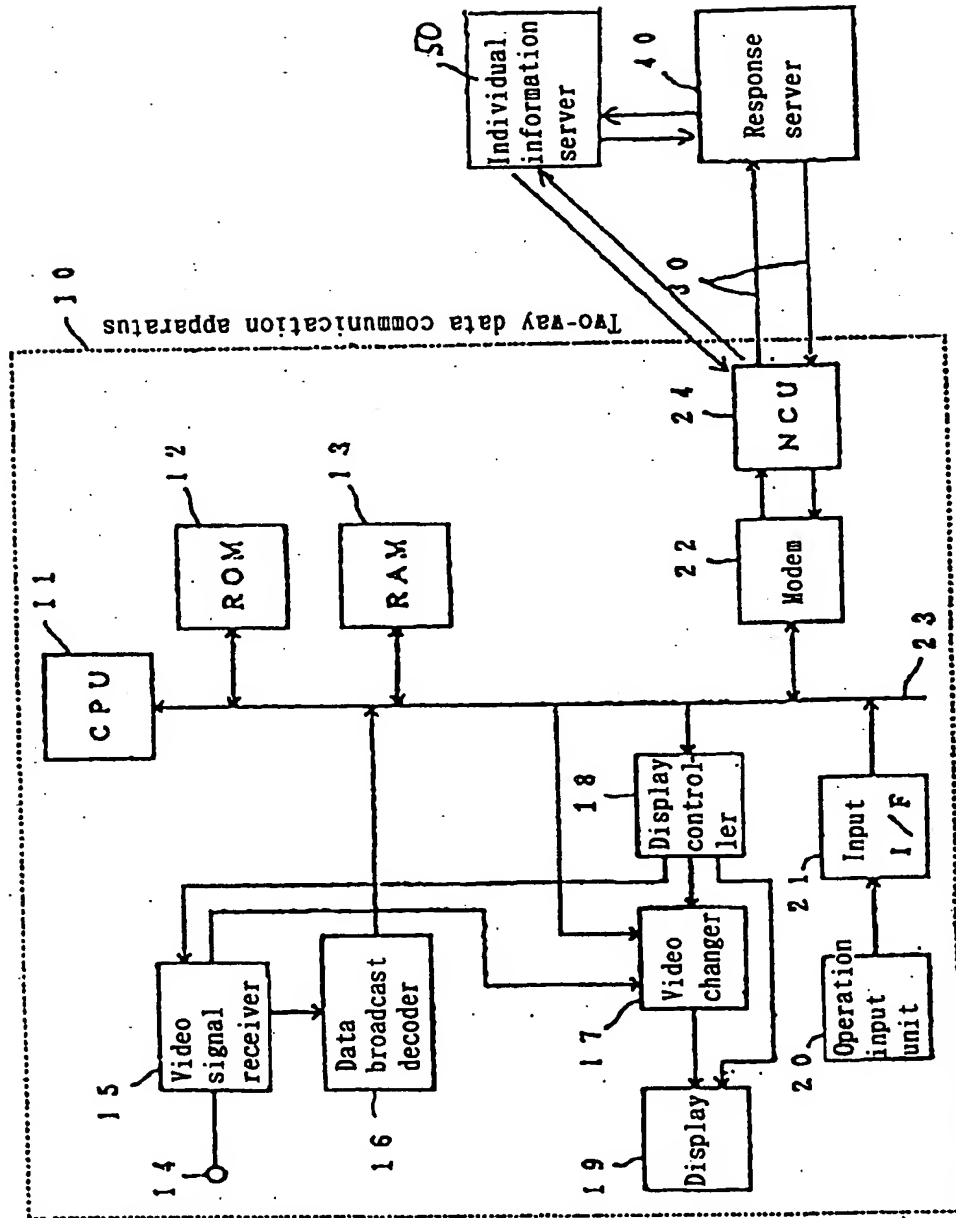 10
Two-way data communication apparatus
11
CPU
12
ROM
13
RAM
14
15
Video
signal
receiver
16
Data
broadcast
decoder
17
Video
changer
18
Display
control-
ler
19
Display
20
Operation
input
unit
21
Input
I/F
22
Modem
23
24
NCU
30
40
Response
server
50
Individual
information
server